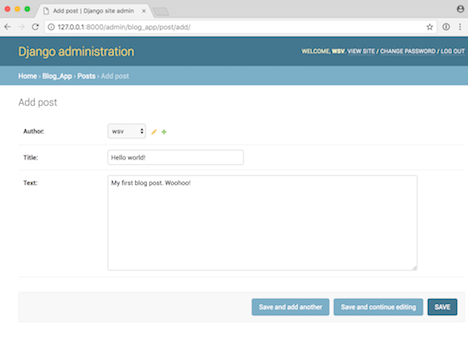 Add post | Django site admin
127.0.0.1:8000/admin/blog_app/post/add/
Django administration
WELCOME, WSV. VIEW SITE / CHANGE PASSWORD / LOG OUT
Home › Blog_App › Posts › Add post
Add post
Author: wsv
Title: Hello world!
Text: My first blog post. Woohoo!
Save and add another Save and continue editing SAVE